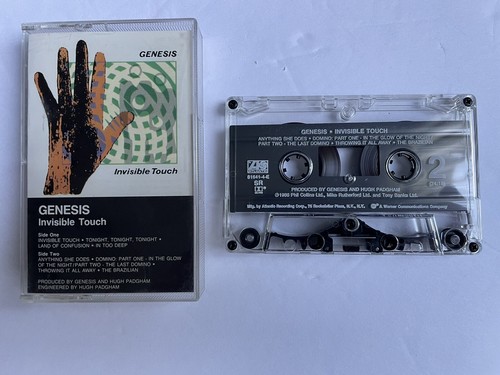 GENESIS
Invisible Touch
GENESIS
Invisible Touch
Side One
INVISIBLE TOUCH • TONIGHT, TONIGHT, TONIGHT •
LAND OF CONFUSION • IN TOO DEEP
Side Two
ANYTHING SHE DOES • DOMINO: PART ONE - IN THE GLOW
OF THE NIGHT/PART TWO - THE LAST DOMINO •
THROWING IT ALL AWAY • THE BRAZILIAN
PRODUCED BY GENESIS AND HUGH PADGHAM
ENGINEERED BY HUGH PADGHAM
GENESIS • INVISIBLE TOUCH
ANYTHING SHE DOES • DOMINO: PART ONE - IN THE GLOW OF THE NIGHT/
PART TWO - THE LAST DOMINO • THROWING IT ALL AWAY • THE BRAZILIAN
ATLANTIC
81641-4-E
SR
2
PRODUCED BY GENESIS AND HUGH PADGHAM
℗ 1986 Phil Collins Ltd., Mike Rutherford Ltd. and Tony Banks Ltd.
Mfg. by Atlantic Recording Corp., 75 Rockefeller Plaza, N.Y., N.Y. A Warner Communications Company